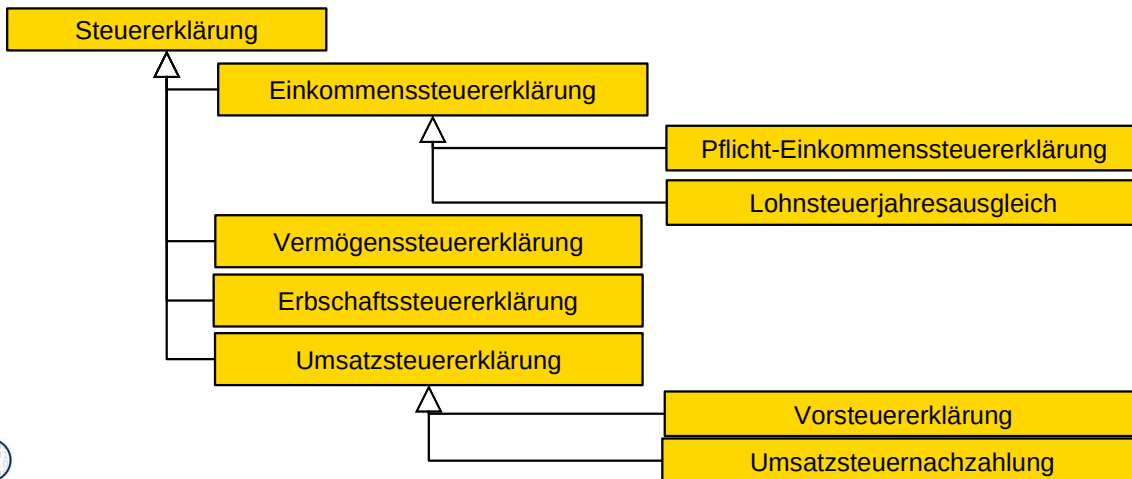 Steuererklärung
Einkommenssteuererklärung
Pflicht-Einkommenssteuererklärung
Lohnsteuerjahresausgleich
Vermögenssteuererklärung
Erbschaftssteuererklärung
Umsatzsteuererklärung
Vorsteuererklärung
Umsatzsteuernachzahlung